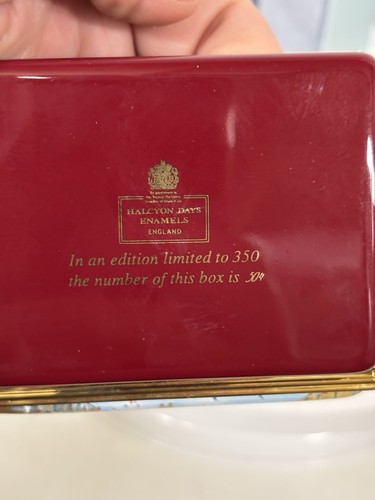 HALCYON DAYS
ENAMELS
ENGLAND
In an edition limited to 350
the number of this box is 304